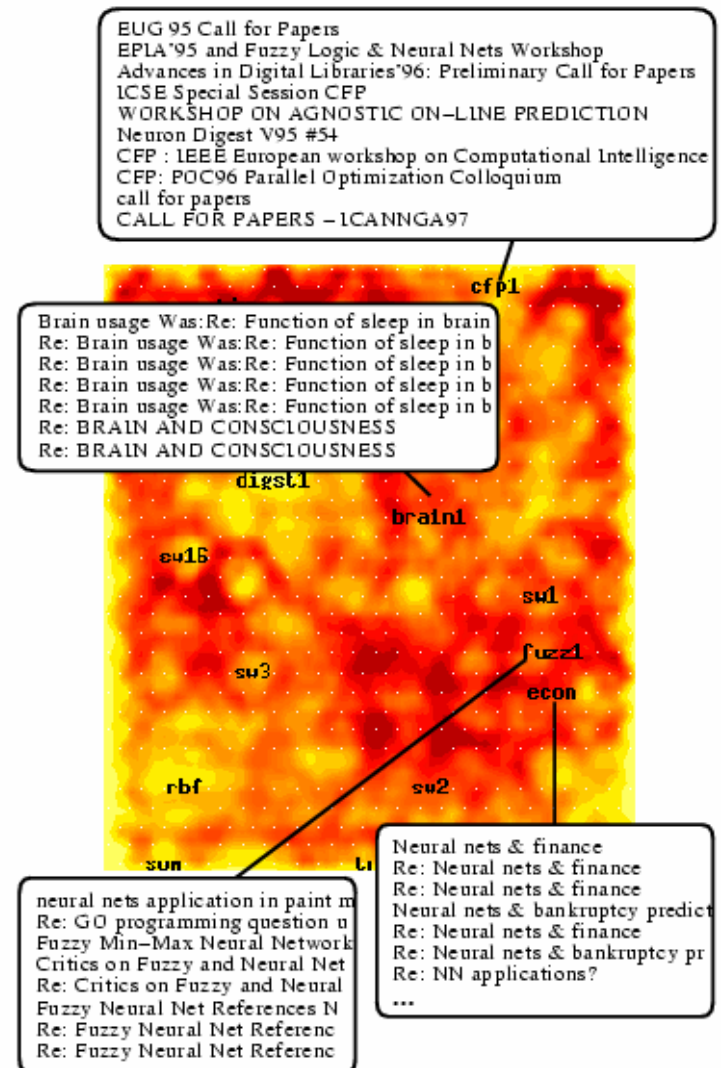 EUG 95 Call for Papers
EPIA'95 and Fuzzy Logic & Neural Nets Workshop
Advances in Digital Libraries'96: Preliminary Call for Papers
ICSE Special Session CFP
WORKSHOP ON AGNOSTIC ON-LINE PREDICTION
Neuron Digest V95 #54
CFP : IEEE European workshop on Computational Intelligence
CFP: POC96 Parallel Optimization Colloquium
call for papers
CALL FOR PAPERS - ICANNGA97
cfp1
Brain usage Was:Re: Function of sleep in brain
Re: Brain usage Was:Re: Function of sleep in b
Re: Brain usage Was:Re: Function of sleep in b
Re: Brain usage Was:Re: Function of sleep in b
Re: Brain usage Was:Re: Function of sleep in b
Re: BRAIN AND CONSCIOUSNESS
Re: BRAIN AND CONSCIOUSNESS
digst1
brain1
sw16
sw1
fuzz1
sw3
econ
rbf
sw2
som
Neural nets & finance
Re: Neural nets & finance
Re: Neural nets & finance
Neural nets & bankruptcy predict
Re: Neural nets & finance
Re: Neural nets & bankruptcy pr
Re: NN applications?
...
neural nets application in paint m
Re: GO programming question u
Fuzzy Min-Max Neural Network
Critics on Fuzzy and Neural Net
Re: Critics on Fuzzy and Neural
Fuzzy Neural Net References N
Re: Fuzzy Neural Net Referenc
Re: Fuzzy Neural Net Referenc